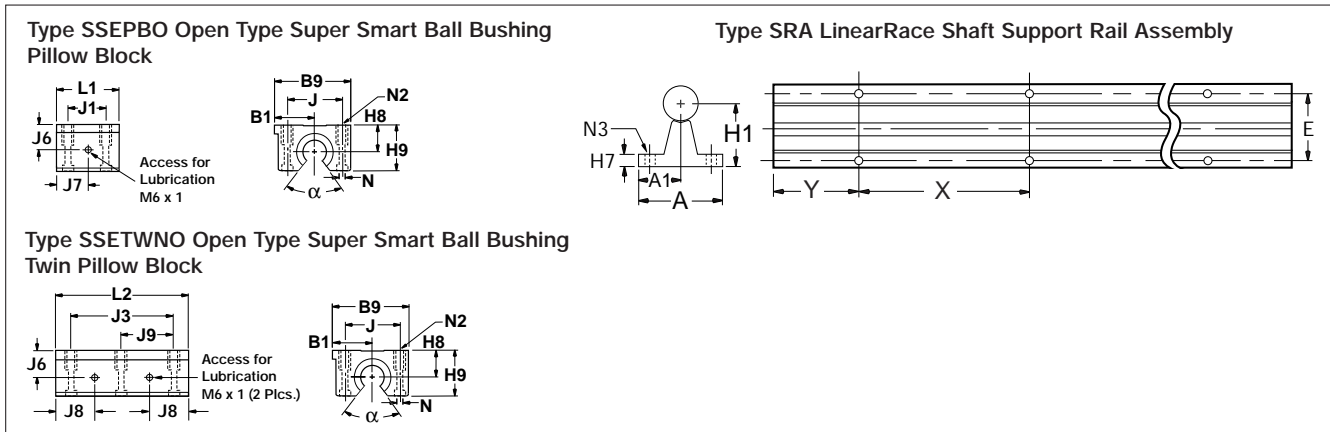 Type SSEPBO Open Type Super Smart Ball Bushing
Pillow Block
L1
J1
J6
J7
Access for
Lubrication
M6 x 1
B9
J
N2
B1
H8
H9
N
α
Type SRA LinearRace Shaft Support Rail Assembly
N3
H7
A1
A
H1
Y
X
E
Type SSETWNO Open Type Super Smart Ball Bushing
Twin Pillow Block
L2
J3
J9
J6
J8
J8
Access for
Lubrication
M6 x 1 (2 Plcs.)
B9
J
N2
B1
H8
H9
N
α